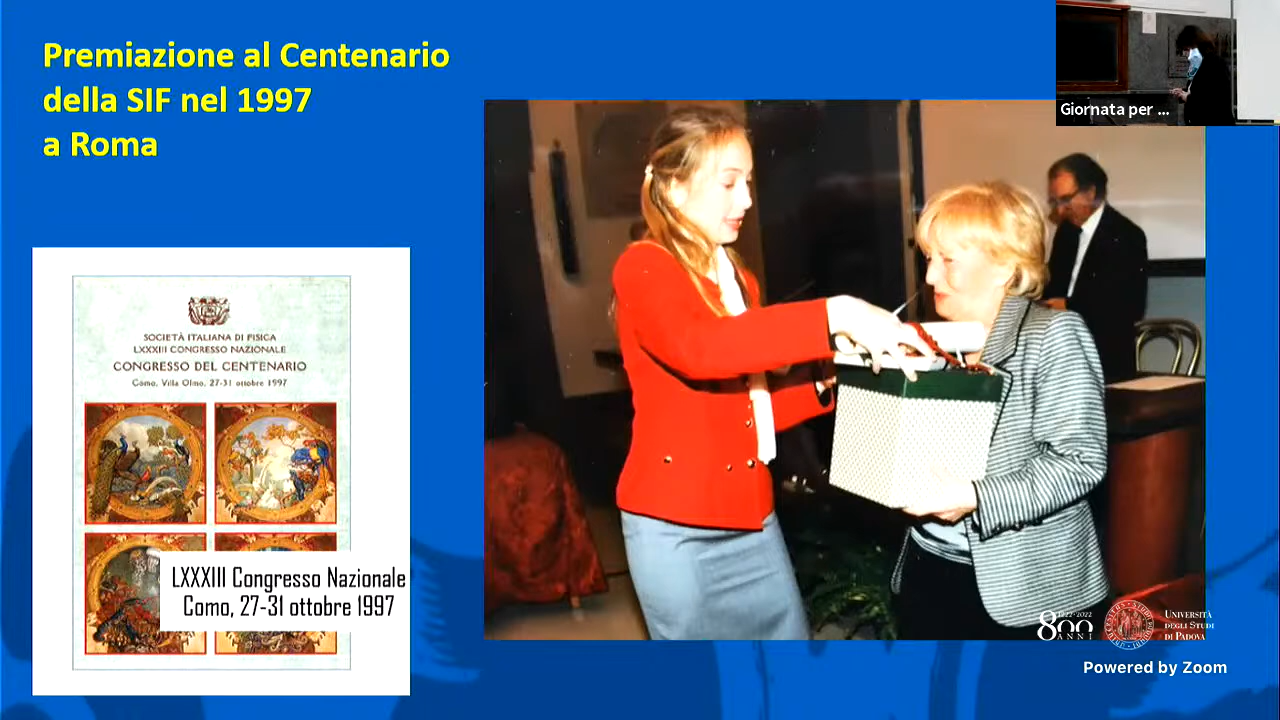 Premiazione al Centenario
della SIF nel 1997
a Roma
Giornata per ...
SOCIETÀ ITALIANA DI FISICA
LXXXIII CONGRESSO NAZIONALE
CONGRESSO DEL CENTENARIO
Como, Villa Olmo, 27-31 ottobre 1997
LXXXIII Congresso Nazionale
Como, 27-31 ottobre 1997
1222·2022
800
ANNI
UNIVERSITÀ
DEGLI STUDI
DI PADOVA
Powered by Zoom